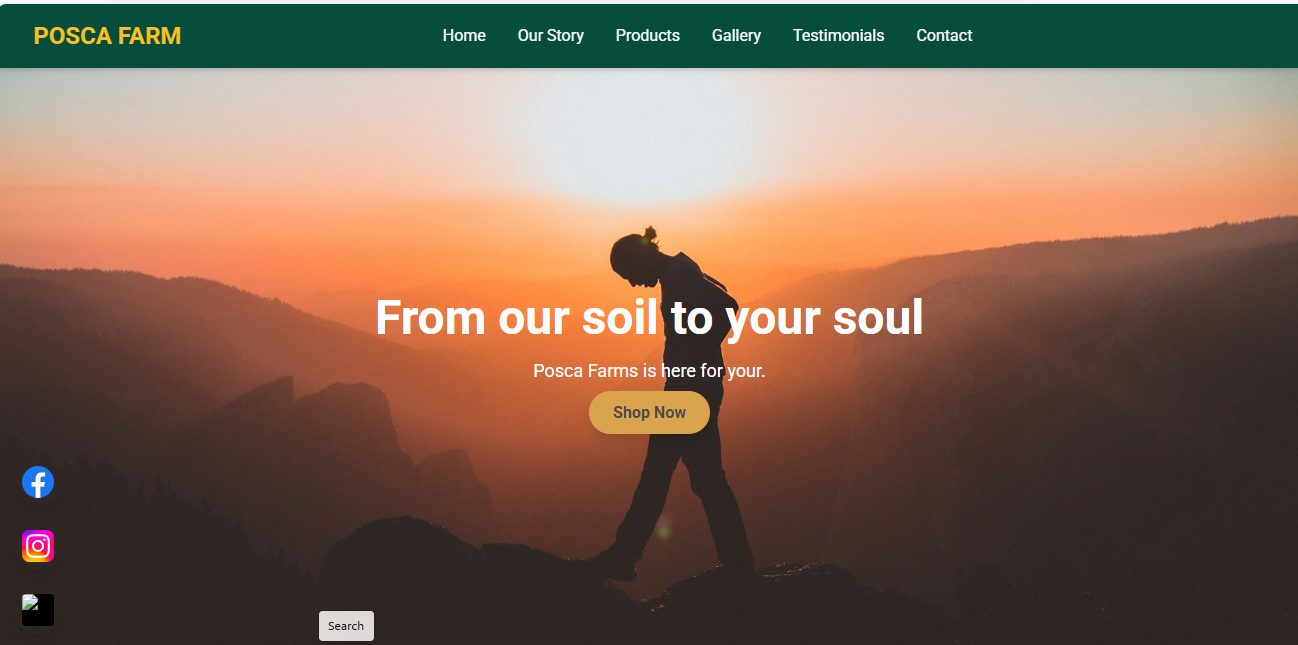 POSCA FARM
Home Our Story Products Gallery Testimonials Contact
From our soil to your soul
Posca Farms is here for your.
Shop Now
Search